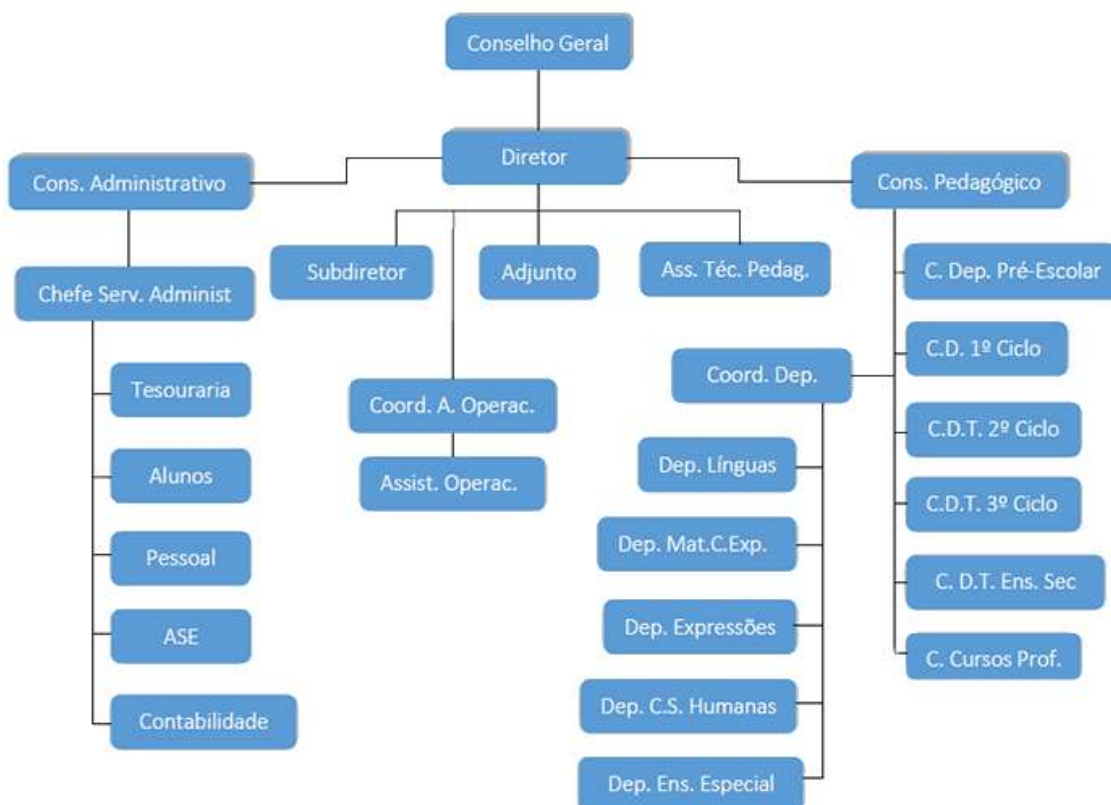 Conselho Geral
Diretor
Cons. Administrativo
Cons. Pedagógico
Subdiretor
Adjunto
Ass. Téc. Pedag.
C. Dep. Pré-Escolar
Chefe Serv. Administ
C.D. 1º Ciclo
Coord. Dep.
Tesouraria
Coord. A. Operac.
C.D.T. 2º Ciclo
Dep. Línguas
Alunos
Assist. Operac.
C.D.T. 3º Ciclo
Dep. Mat.C.Exp.
Pessoal
C. D.T. Ens. Sec
Dep. Expressões
ASE
C. Cursos Prof.
Dep. C.S. Humanas
Contabilidade
Dep. Ens. Especial